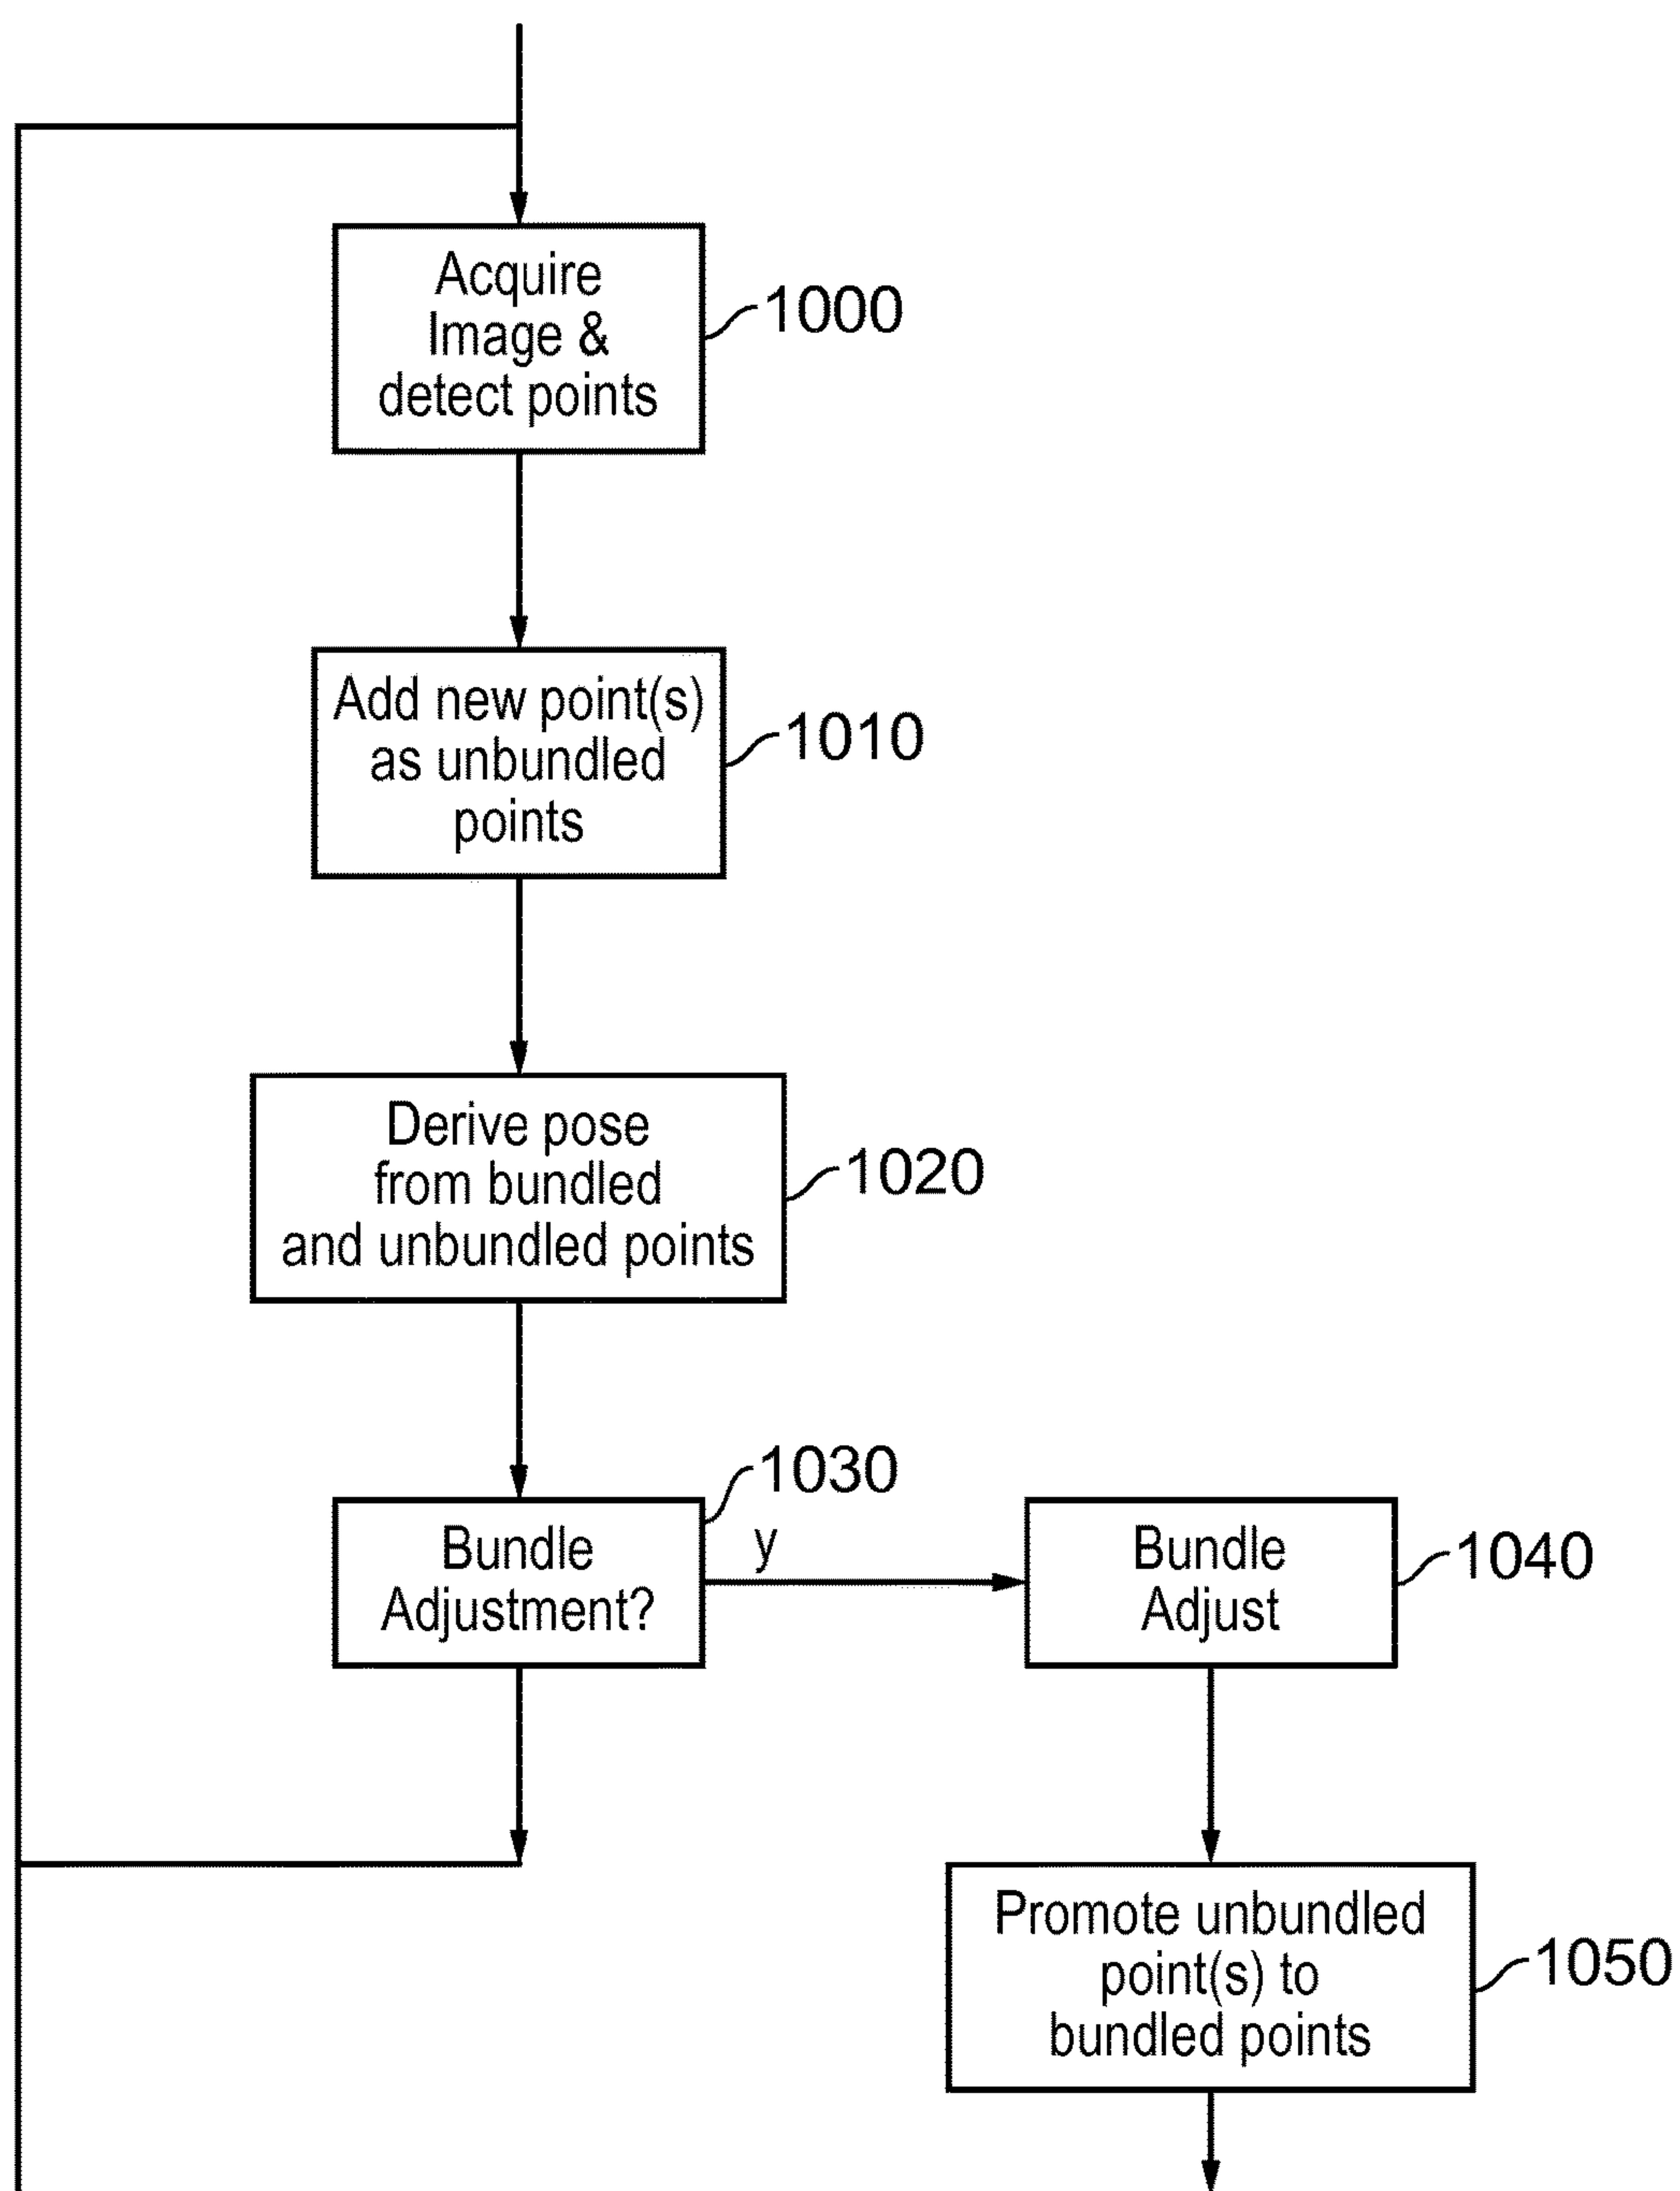 Acquire
Image &
detect points
1000
Add new point(s)
as unbundled
points
1010
Derive pose
from bundled
and unbundled points
1020
Bundle
Adjustment?
1030
y
Bundle
Adjust
1040
Promote unbundled
point(s) to
bundled points
1050